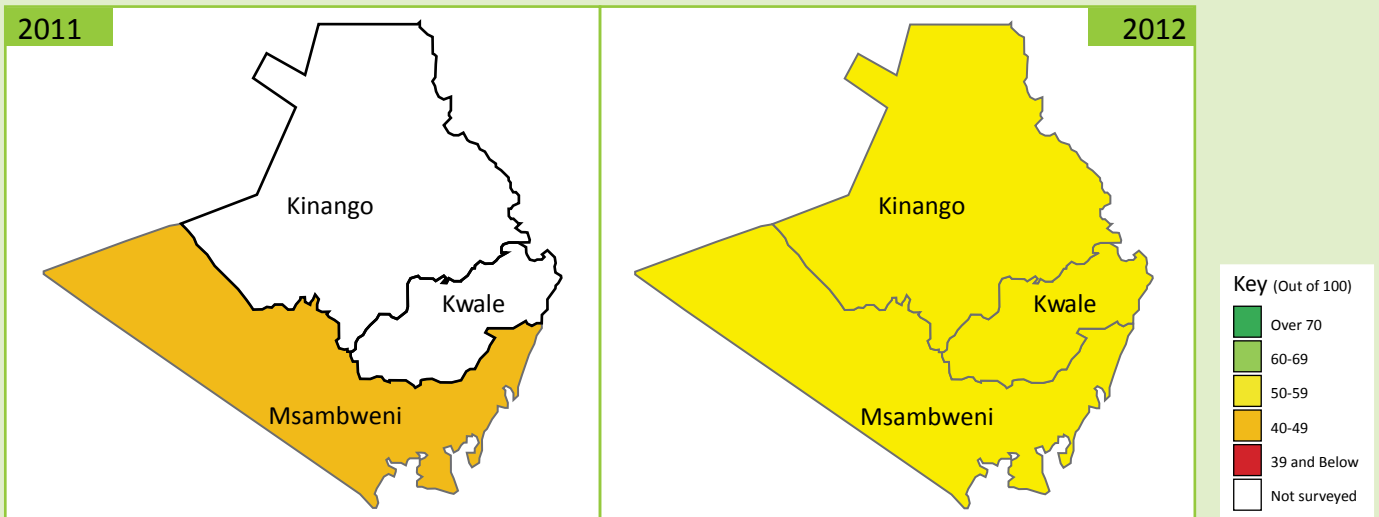 2011
Kinango
Kwale
Msambweni
2012
Kinango
Kwale
Msambweni
Key (Out of 100)
Over 70
60-69
50-59
40-49
39 and Below
Not surveyed